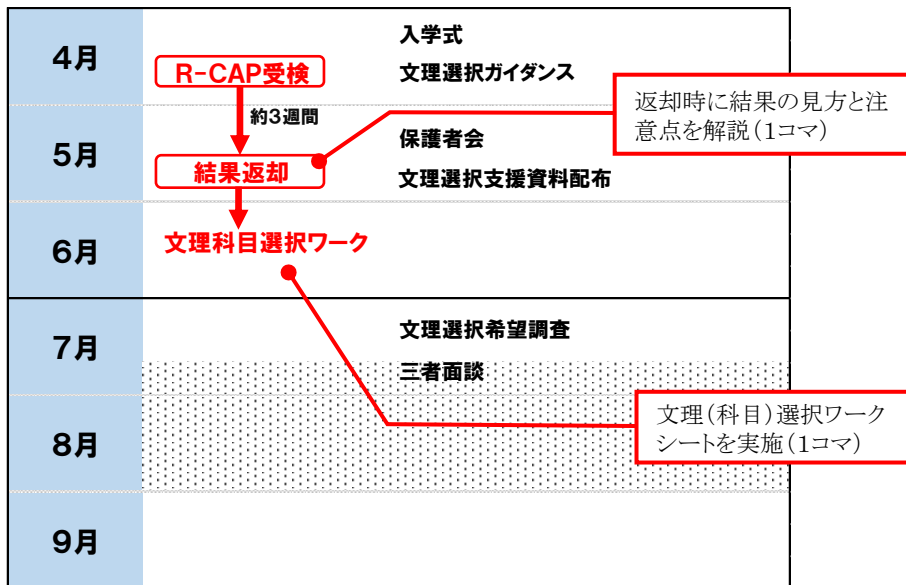 4月
入学式
R-CAP受検
文理選択ガイダンス
約3週間
返却時に結果の見方と注
意点を解説(1コマ)
5月
保護者会
結果返却
文理選択支援資料配布
6月
文理科目選択ワーク
7月
文理選択希望調査
三者面談
8月
文理(科目)選択ワーク
シートを実施(1コマ)
9月